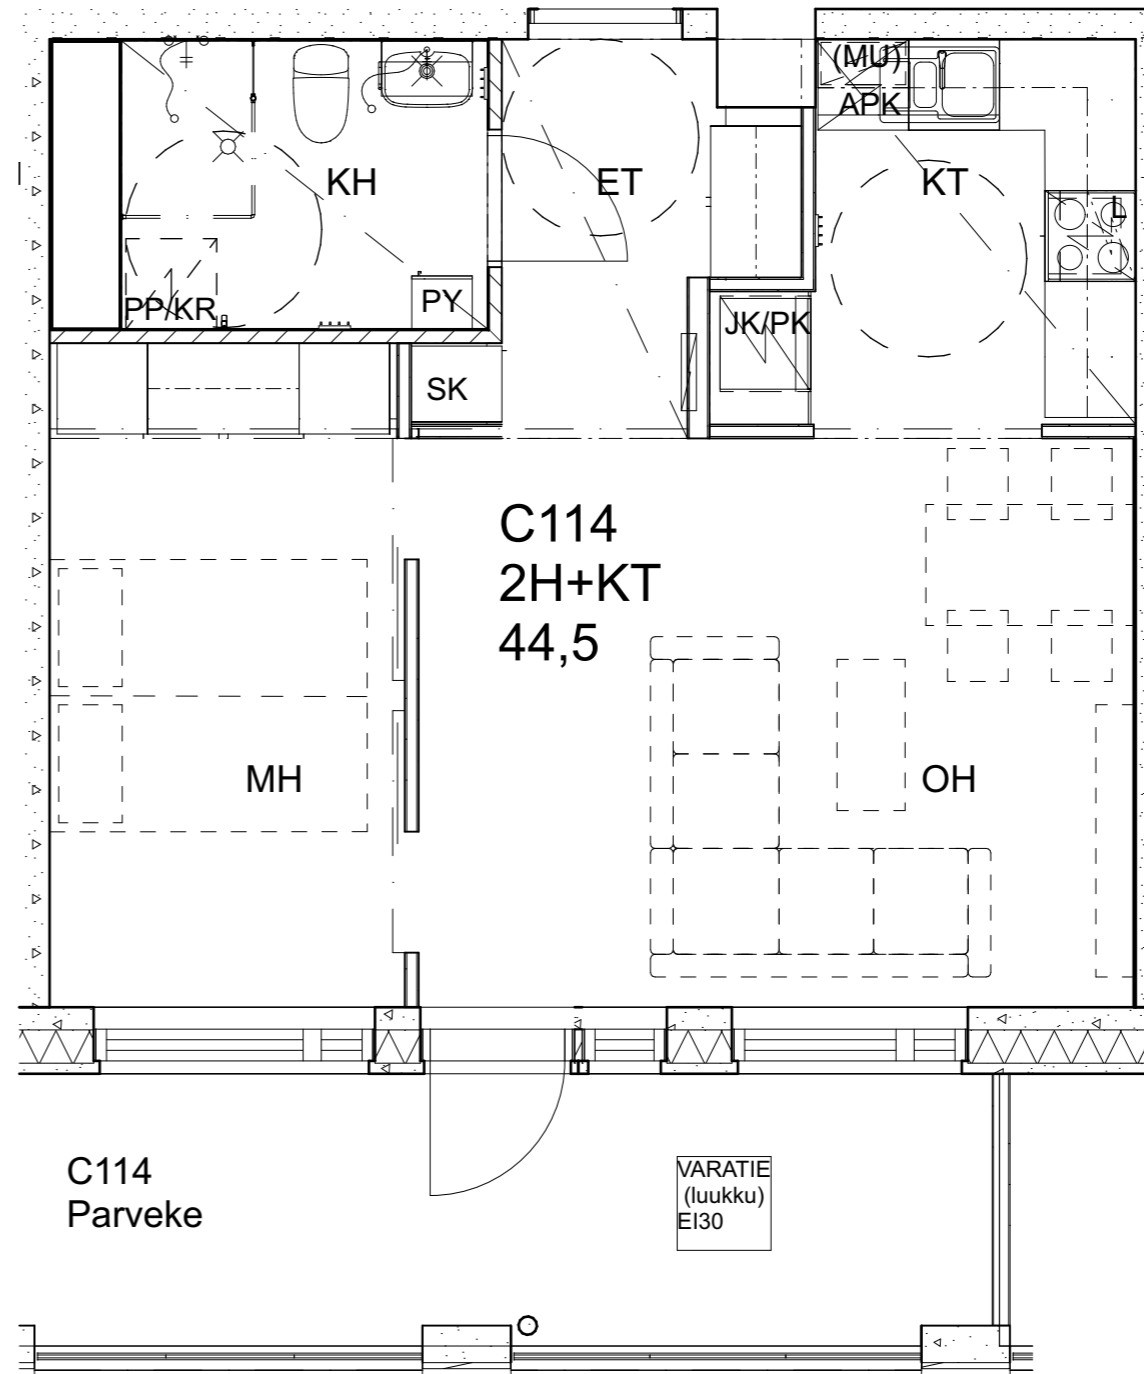 (MU)
APK
KH
ET
KT
L
PP/KR
PY
JK/PK
SK
C114
2H+KT
44,5
MH
OH
C114
Parveke
VARATIE
(luukku)
EI30